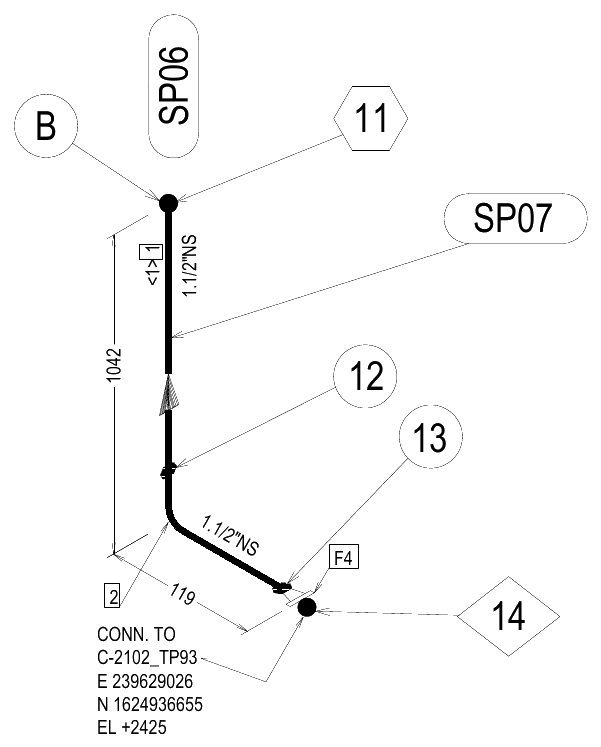 SP06
B
11
SP07
<1> 1
1.1/2"NS
1042
12
13
1.1/2"NS
F4
2
119
14
CONN. TO
C-2102_TP93
E 239629026
N 1624936655
EL +2425